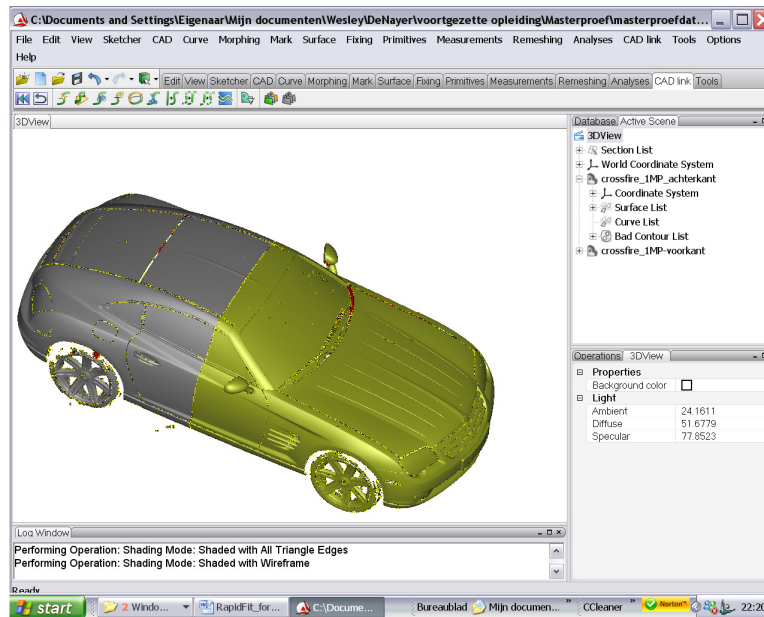 C:\Documents and Settings\Eigenaar\Mijn documenten\Wesley\DeNayer\voortgezette opleiding\Masterproef\masterproefdat...
File Edit View Sketcher CAD Curve Morphing Mark Surface Fixing Primitives Measurements Remeshing Analyses CAD link Tools Options
Help
Edit View Sketcher CAD Curve Morphing Mark Surface Fixing Primitives Measurements Remeshing Analyses CAD link Tools
3DView
Database Active Scene
3DView
Section List
World Coordinate System
crossfire_1MP_achterkant
Coordinate System
Surface List
Curve List
Bad Contour List
crossfire_1MP-voorkant
Operations 3DView
Properties
Background color
Light
Ambient 24.1611
Diffuse 51.6779
Specular 77.8523
Log Window
Performing Operation: Shading Mode: Shaded with All Triangle Edges
Performing Operation: Shading Mode: Shaded with Wireframe
Ready
start 2 Windo... RapidFit_for... C:\Docume... Bureaublad Mijn documen... » CCleaner » Norton™ 22:20